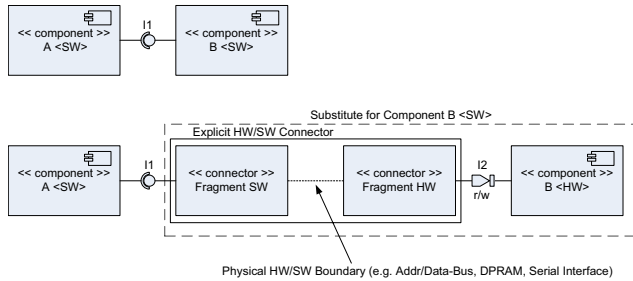 I1
<< component >>
A <SW>
<< component >>
B <SW>
Substitute for Component B <SW>
Explicit HW/SW Connector
<< component >>
A <SW>
I1
<< connector >>
Fragment SW
<< connector >>
Fragment HW
I2
r/w
<< component >>
B <HW>
Physical HW/SW Boundary (e.g. Addr/Data-Bus, DPRAM, Serial Interface)